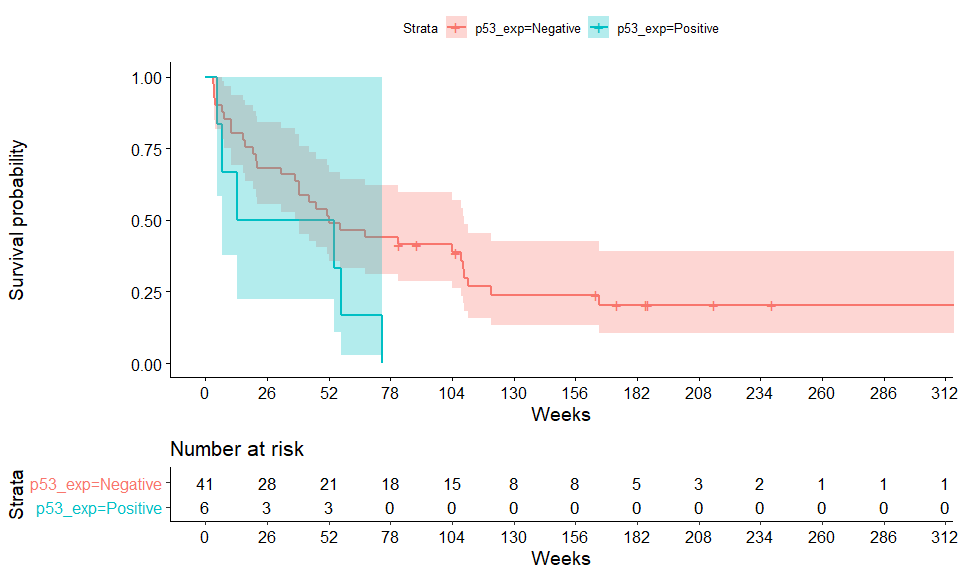 Strata p53_exp=Negative p53_exp=Positive
Survival probability
1.00
0.75
0.50
0.25
0.00
0 26 52 78 104 130 156 182 208 234 260 286 312
Weeks
Number at risk
Strata
p53_exp=Negative 41 28 21 18 15 8 8 5 3 2 1 1 1
p53_exp=Positive 6 3 3 0 0 0 0 0 0 0 0 0 0
0 26 52 78 104 130 156 182 208 234 260 286 312
Weeks